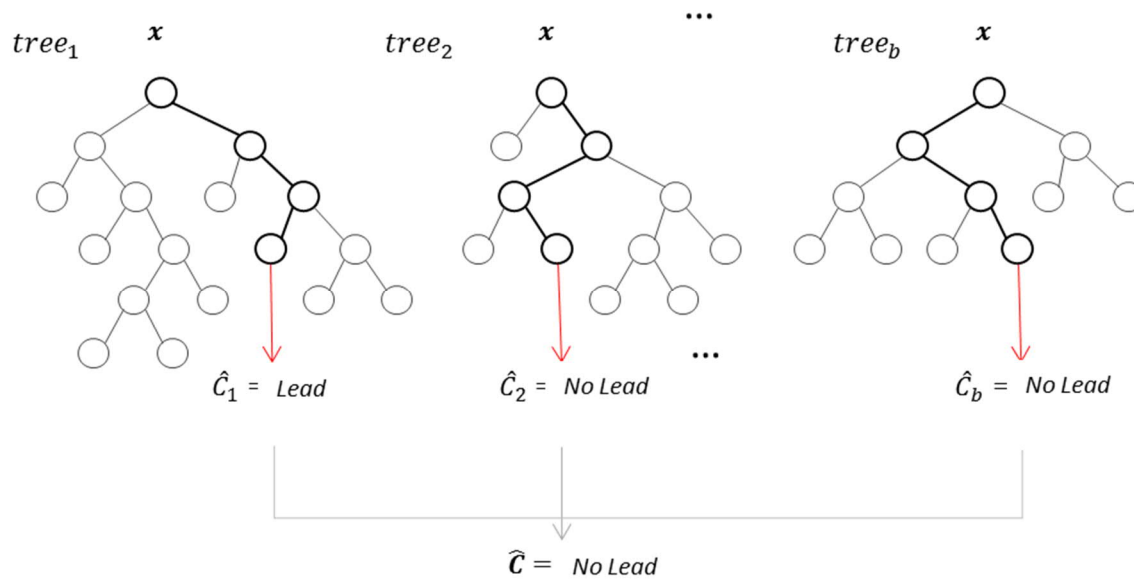 ...
tree₁ x tree₂ x tree_b x
...
Ĉ₁ = Lead Ĉ₂ = No Lead Ĉ_b = No Lead
Ĉ = No Lead